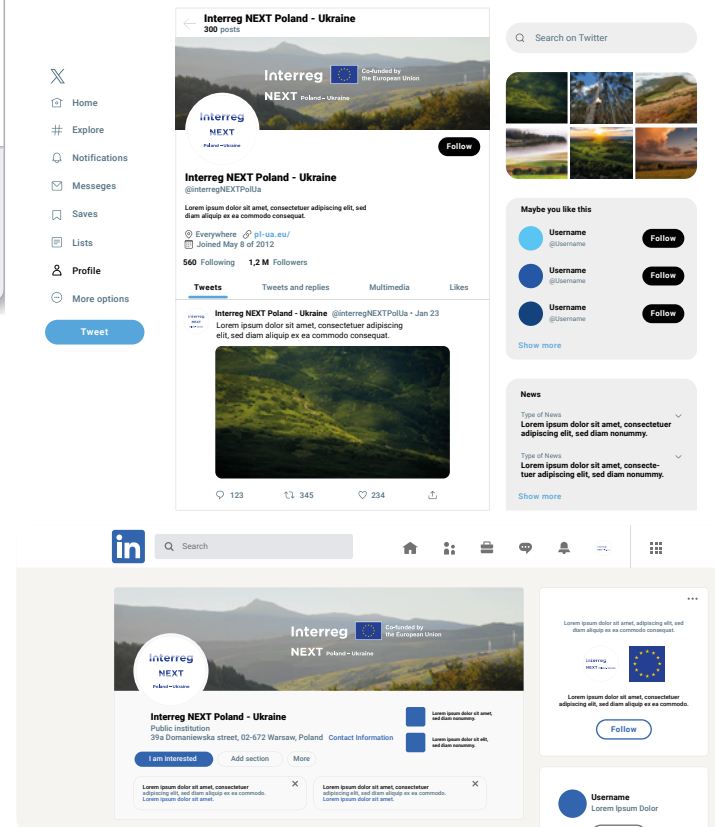 Interreg NEXT Poland - Ukraine
300 posts
Search on Twitter
Home
Explore
Notifications
Messeges
Saves
Lists
Profile
More options
Tweet
Interreg
Co-funded by
the European Union
NEXT Poland – Ukraine
Interreg
NEXT
Poland – Ukraine
Follow
Interreg NEXT Poland - Ukraine
@interregNEXTPolUa
Lorem ipsum dolor sit amet, consectetuer adipiscing elit, sed
diam aliquip ex ea commodo consequat.
Everywhere pl-ua.eu/
Joined May 8 of 2012
560 Following 1,2 M Followers
Tweets Tweets and replies Multimedia Likes
Interreg NEXT Poland - Ukraine @interregNEXTPolUa • Jan 23
Lorem ipsum dolor sit amet, consectetuer adipiscing
elit, sed diam aliquip ex ea commodo consequat.
123 345 234
Maybe you like this
Username
@Username
Follow
Username
@Username
Follow
Username
@Username
Follow
Show more
News
Type of News
Lorem ipsum dolor sit amet, consectetuer
adipiscing elit, sed diam nonummy.
Type of News
Lorem ipsum dolor sit amet, consecte-
tuer adipiscing elit, sed diam nonummy.
Show more
in
Search
Interreg
Co-funded by
the European Union
NEXT Poland – Ukraine
Interreg
NEXT
Poland – Ukraine
Interreg NEXT Poland - Ukraine
Public institution
39a Domaniewska street, 02-672 Warsaw, Poland Contact Information
Lorem ipsum dolor sit amet,
sed diam nonummy.
Lorem ipsum dolor sit elit,
sed diam nonummy.
I am interested Add section More
Lorem ipsum dolor sit amet, consectetuer
adipiscing elit, sed diam aliquip ex ea commodo.
Lorem ipsum dolor sit amet.
Lorem ipsum dolor sit amet, consectetuer
adipiscing elit, sed diam aliquip ex ea commodo.
Lorem ipsum dolor sit amet.
Lorem ipsum dolor sit amet, adipiscing elit, sed
diam aliquip ex ea commodo consequat.
Interreg
NEXT
Lorem ipsum dolor sit amet, consectetuer
adipiscing elit, sed diam aliquip ex ea commodo.
Follow
Username
Lorem Ipsum Dolor